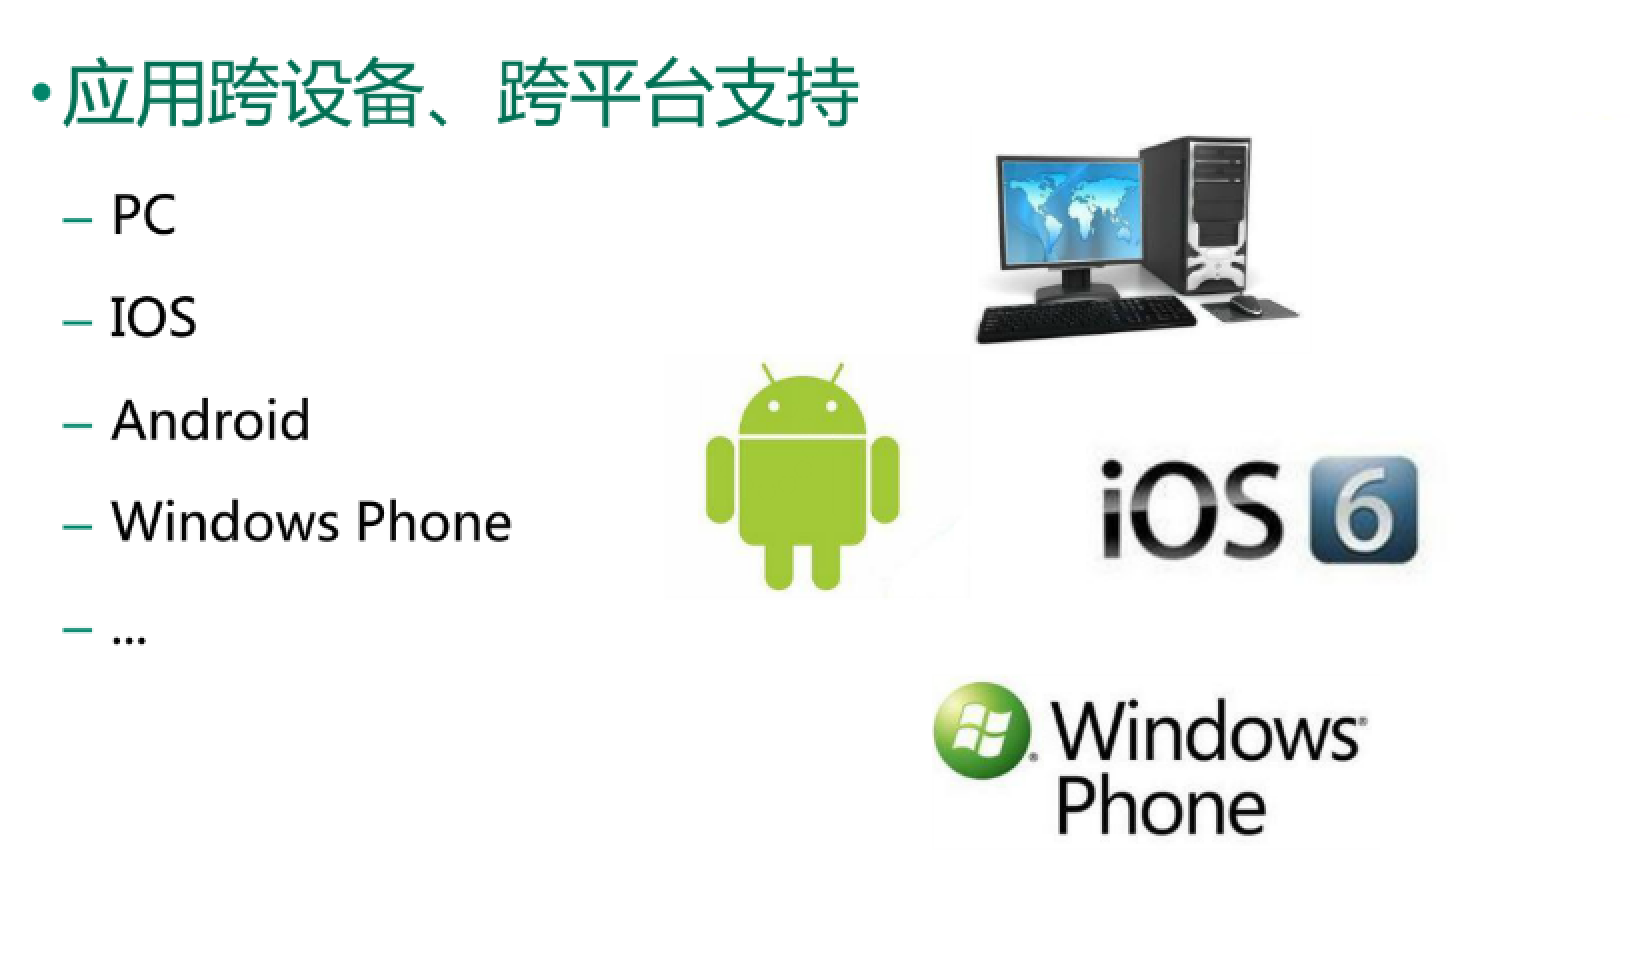 •应用跨设备、跨平台支持
– PC
– IOS
– Android
– Windows Phone
– ...
iOS 6
Windows®
Phone